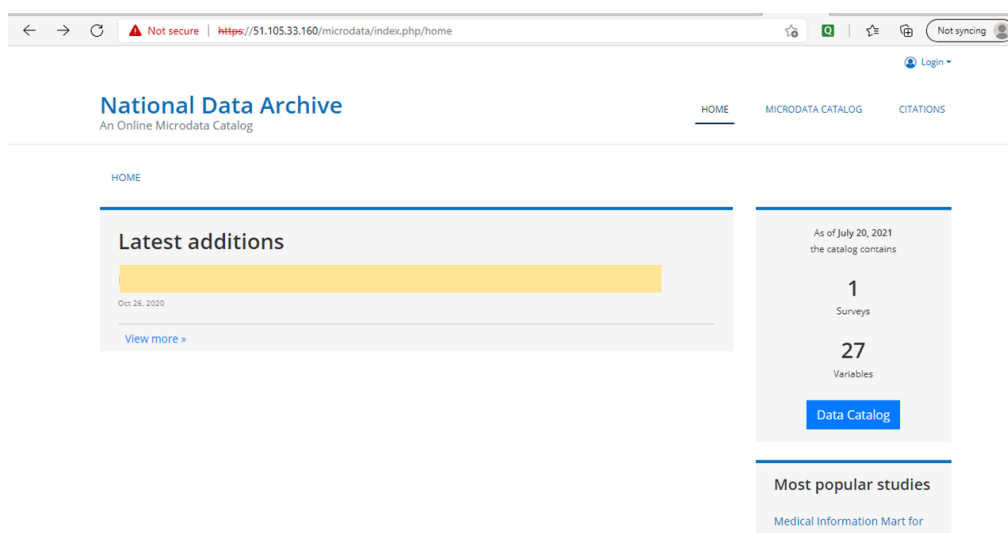 Not secure | https://51.105.33.160/microdata/index.php/home
Not syncing
Login
National Data Archive
An Online Microdata Catalog
HOME
MICRODATA CATALOG
CITATIONS
HOME
Latest additions
Oct 26, 2020
View more »
As of July 20, 2021
the catalog contains
1
Surveys
27
Variables
Data Catalog
Most popular studies
Medical Information Mart for